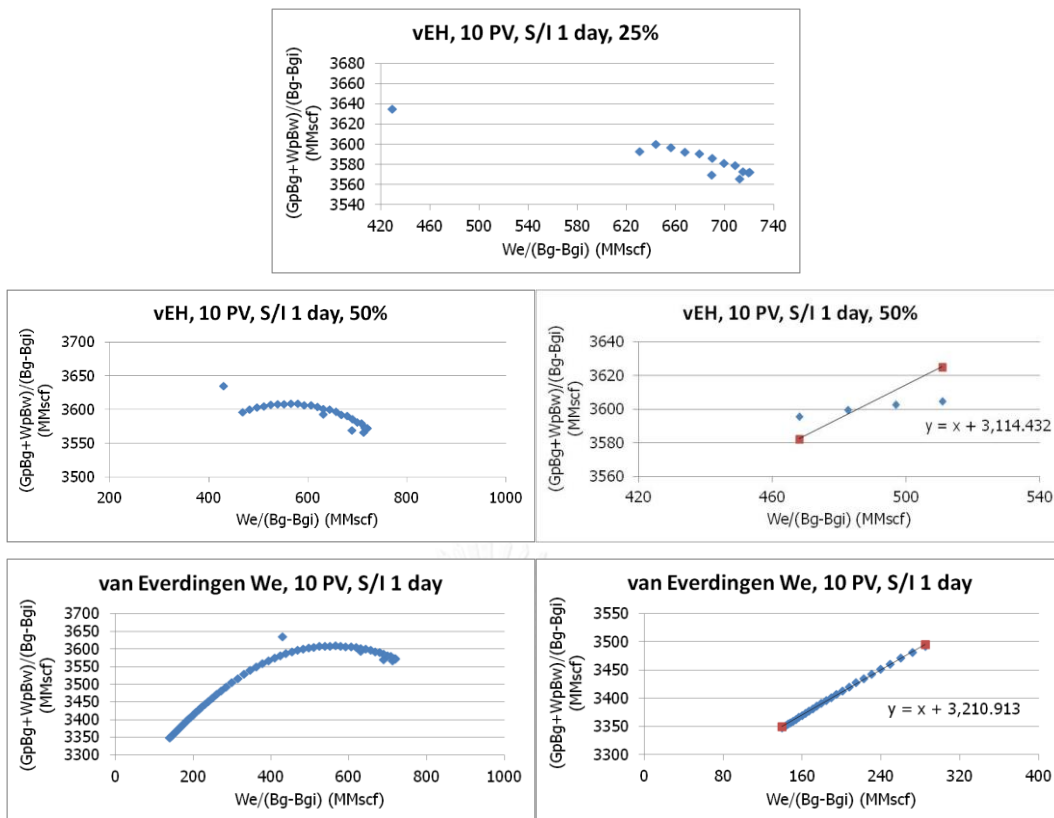 vEH, 10 PV, S/I 1 day, 25%
(GpBg+WpBw)/(Bg-Bgi)
(MMscf)
3680
3660
3640
3620
3600
3580
3560
3540
420 460 500 540 580 620 660 700 740
We/(Bg-Bgi) (MMscf)
vEH, 10 PV, S/I 1 day, 50%
(GpBg+WpBw)/(Bg-Bgi)
(MMscf)
3700
3650
3600
3550
3500
200 400 600 800 1000
We/(Bg-Bgi) (MMscf)
vEH, 10 PV, S/I 1 day, 50%
(GpBg+WpBw)/(Bg-Bgi)
(MMscf)
3640
3620
3600
3580
3560
y = x + 3,114.432
420 460 500 540
We/(Bg-Bgi) (MMscf)
van Everdingen We, 10 PV, S/I 1 day
(GpBg+WpBw)/(Bg-Bgi)
(MMscf)
3700
3650
3600
3550
3500
3450
3400
3350
3300
0 200 400 600 800 1000
We/(Bg-Bgi) (MMscf)
van Everdingen We, 10 PV, S/I 1 day
(GpBg+WpBw)/(Bg-Bgi)
(MMscf)
3550
3500
3450
3400
3350
3300
y = x + 3,210.913
0 80 160 240 320 400
We/(Bg-Bgi) (MMscf)